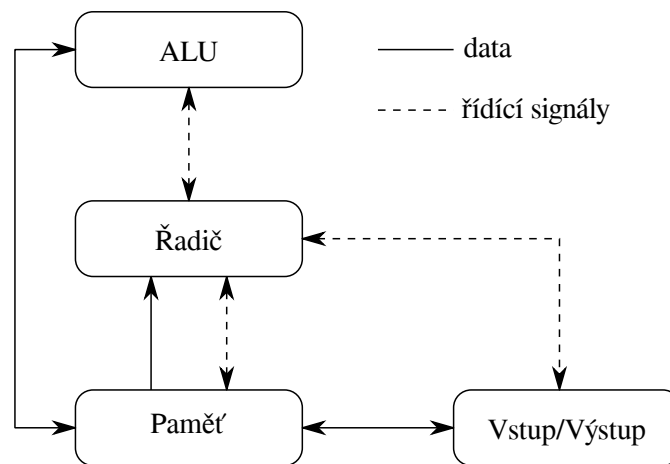 ALU
data
řídící signály
Řadič
Paměť
Vstup/Výstup